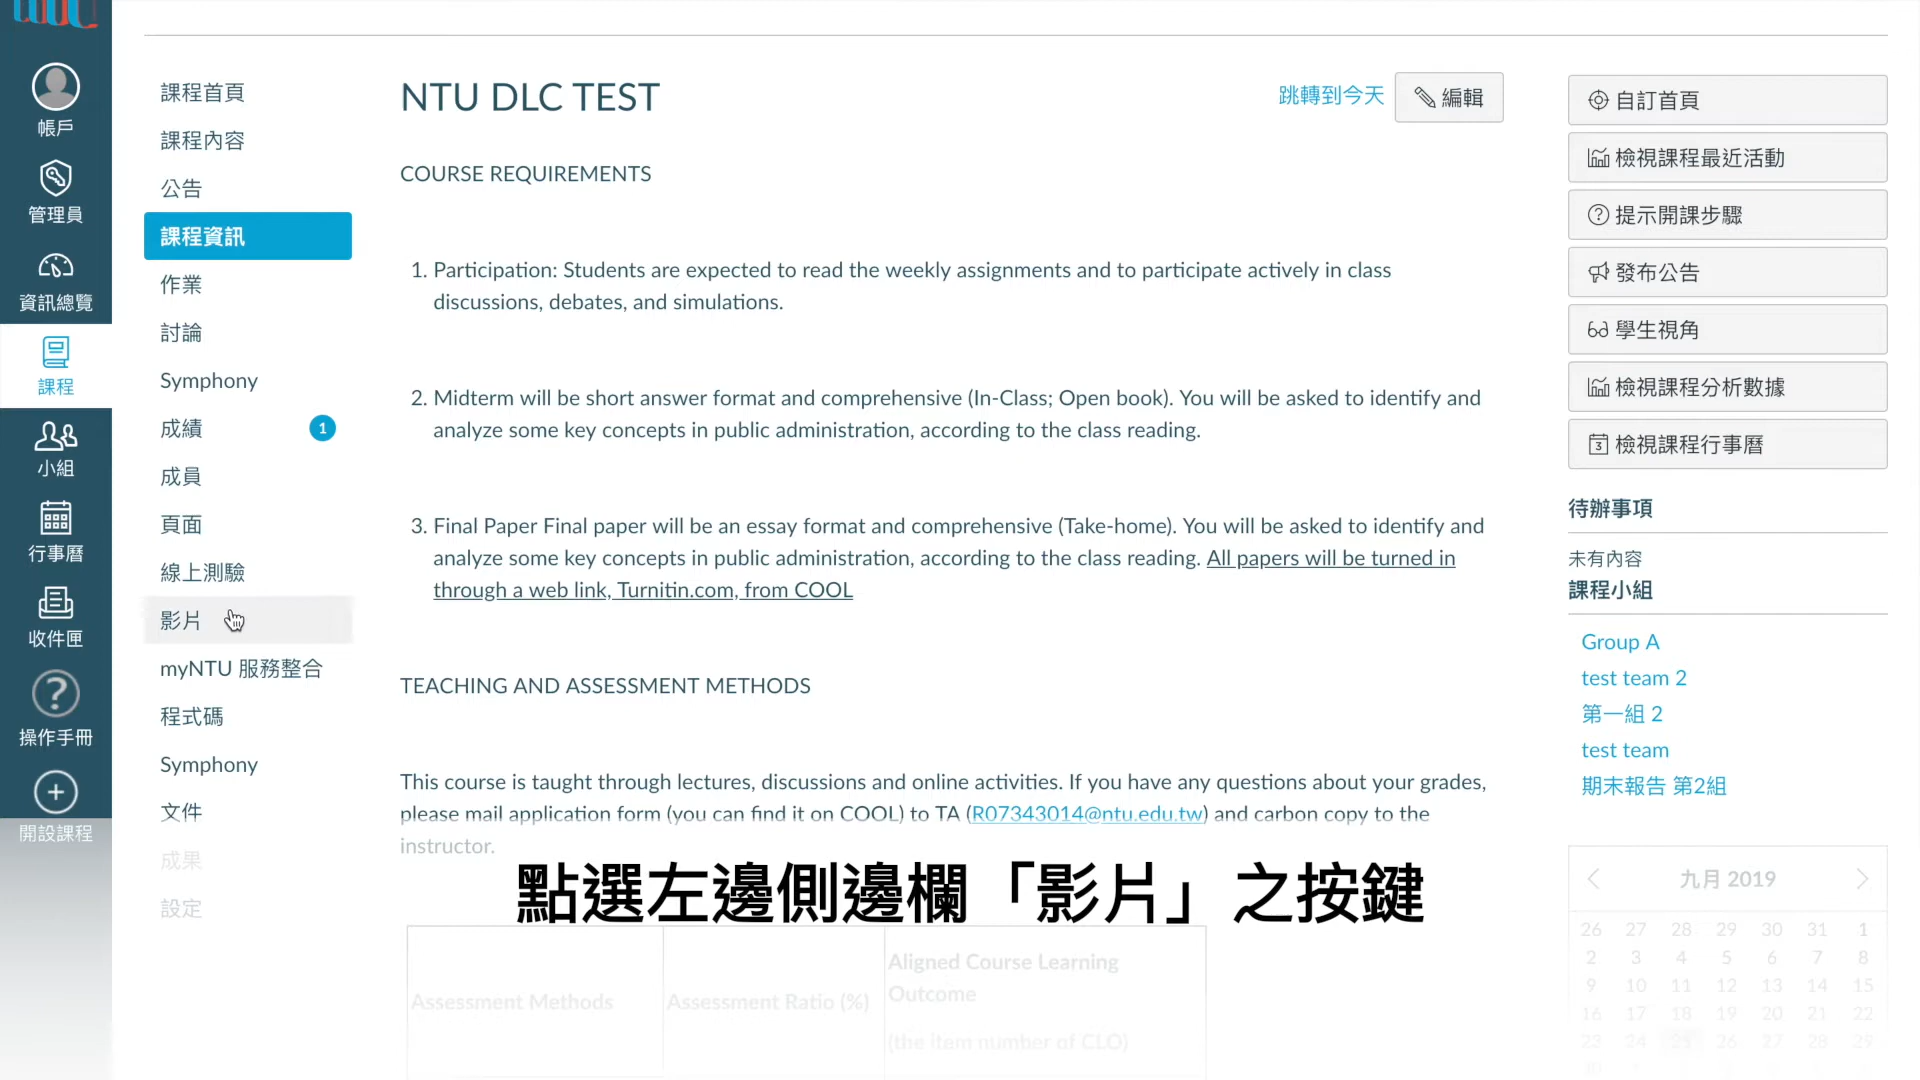 帳戶
管理員
資訊總覽
課程
小組
行事曆
收件匣
操作手冊
開設課程
課程首頁
課程內容
公告
課程資訊
作業
討論
Symphony
成績 1
成員
頁面
線上測驗
影片
myNTU 服務整合
程式碼
Symphony
文件
成果
設定
NTU DLC TEST
跳轉到今天
編輯
COURSE REQUIREMENTS
1. Participation: Students are expected to read the weekly assignments and to participate actively in class
discussions, debates, and simulations.
2. Midterm will be short answer format and comprehensive (In-Class; Open book). You will be asked to identify and
analyze some key concepts in public administration, according to the class reading.
3. Final Paper Final paper will be an essay format and comprehensive (Take-home). You will be asked to identify and
analyze some key concepts in public administration, according to the class reading. All papers will be turned in
through a web link, Turnitin.com, from COOL
TEACHING AND ASSESSMENT METHODS
This course is taught through lectures, discussions and online activities. If you have any questions about your grades,
please mail application form (you can find it on COOL) to TA (R07343014@ntu.edu.tw) and carbon copy to the
instructor.
點選左邊側邊欄「影片」之按鍵
Assessment Methods
Assessment Ratio (%)
Aligned Course Learning
Outcome
(the item number of CLO)
自訂首頁
檢視課程最近活動
提示開課步驟
發布公告
學生視角
檢視課程分析數據
3 檢視課程行事曆
待辦事項
未有內容
課程小組
Group A
test team 2
第一組 2
test team
期末報告 第2組
九月 2019
26 27 28 29 30 31 1
2 3 4 5 6 7 8
9 10 11 12 13 14 15
16 17 18 19 20 21 22
23 24 25 26 27 28 29